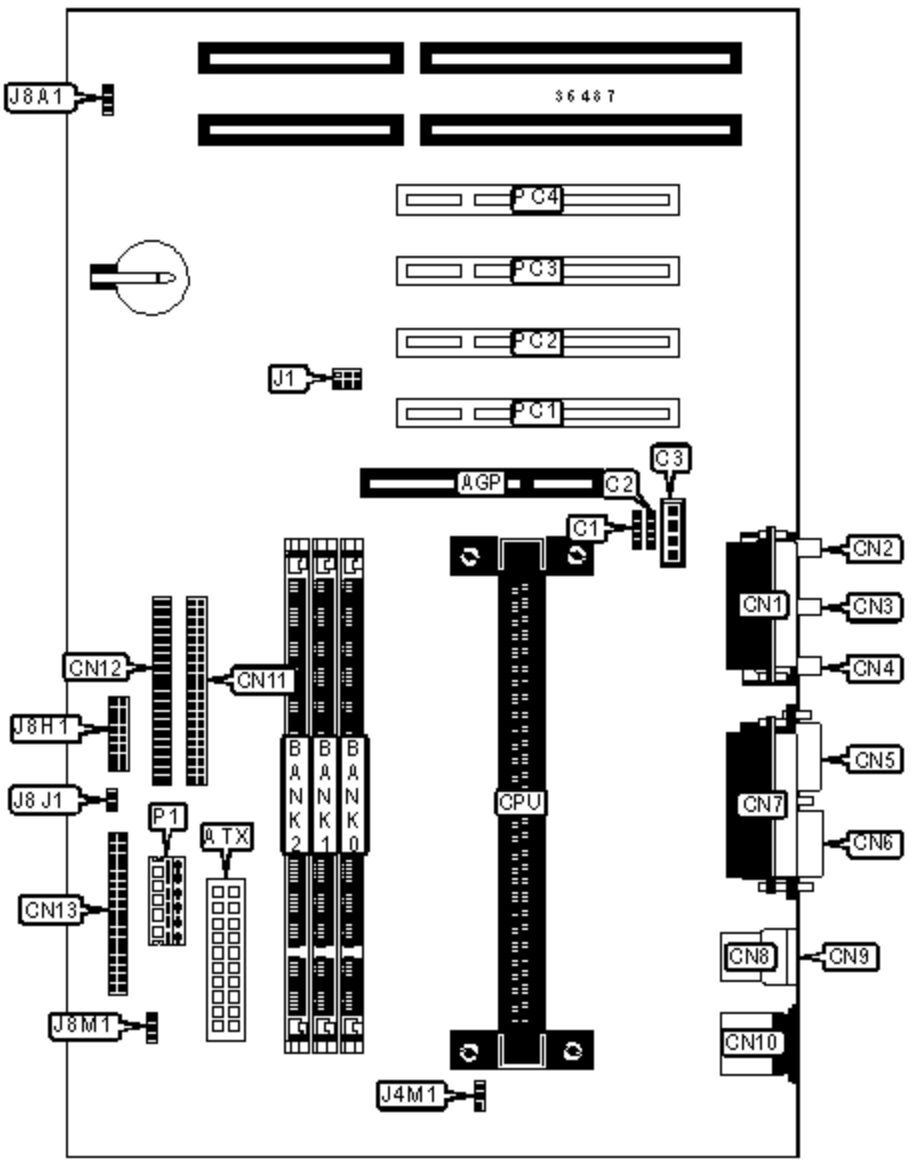 J8A1
36487
PC4
PC3
PC2
J1
PC1
C3
AGP
C2
C1
CN2
CN1
CN3
CN12
CN11
CN4
J8H1
BANK2
BANK1
BANK0
CN5
J8J1
P1
ATX
CPU
CN7
CN6
CN13
CN8
CN9
J8M1
CN10
J4M1